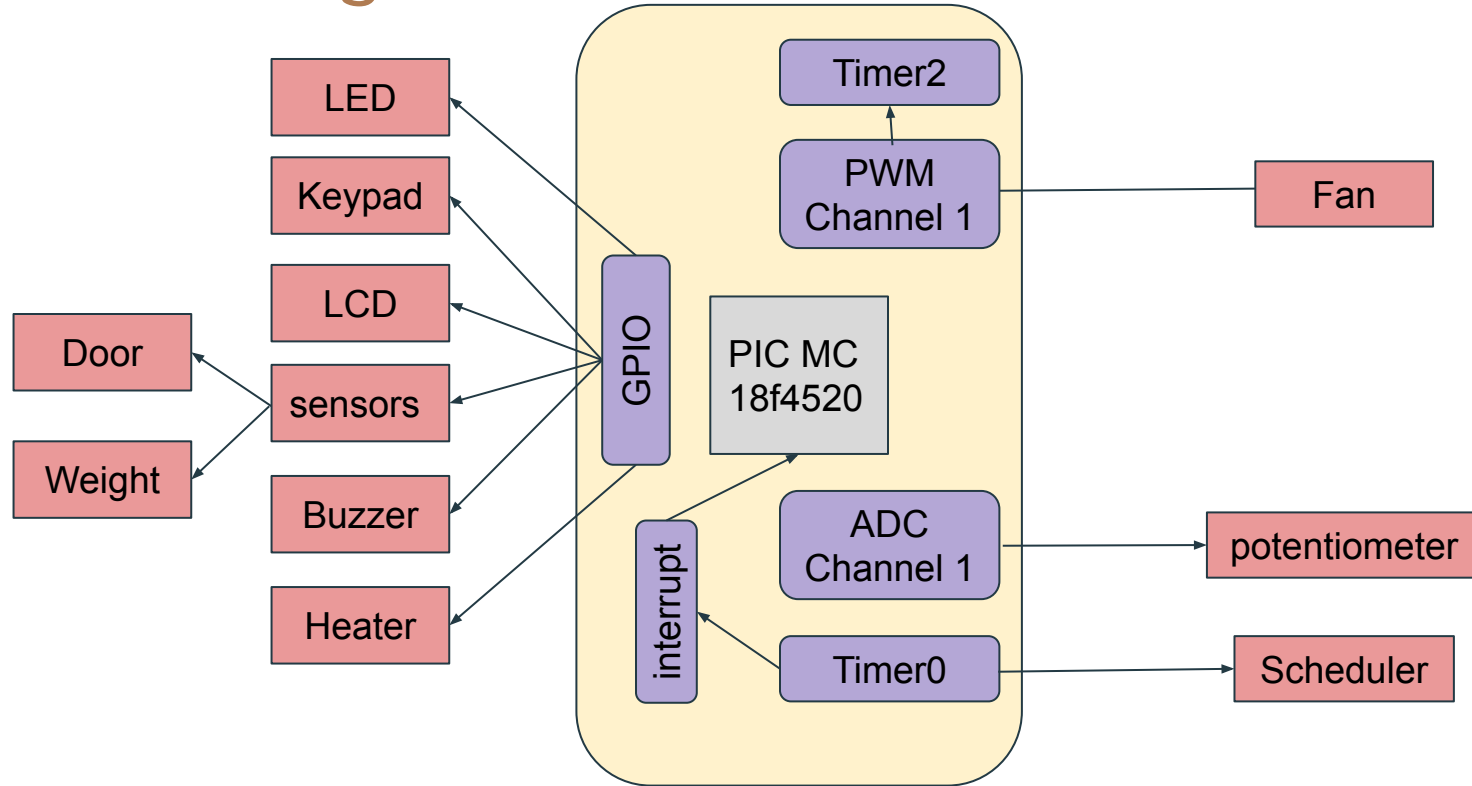 g
LED
Keypad
LCD
Door
sensors
Weight
Buzzer
Heater
GPIO
interrupt
Timer2
PWM
Channel 1
PIC MC
18f4520
ADC
Channel 1
Timer0
Fan
potentiometer
Scheduler